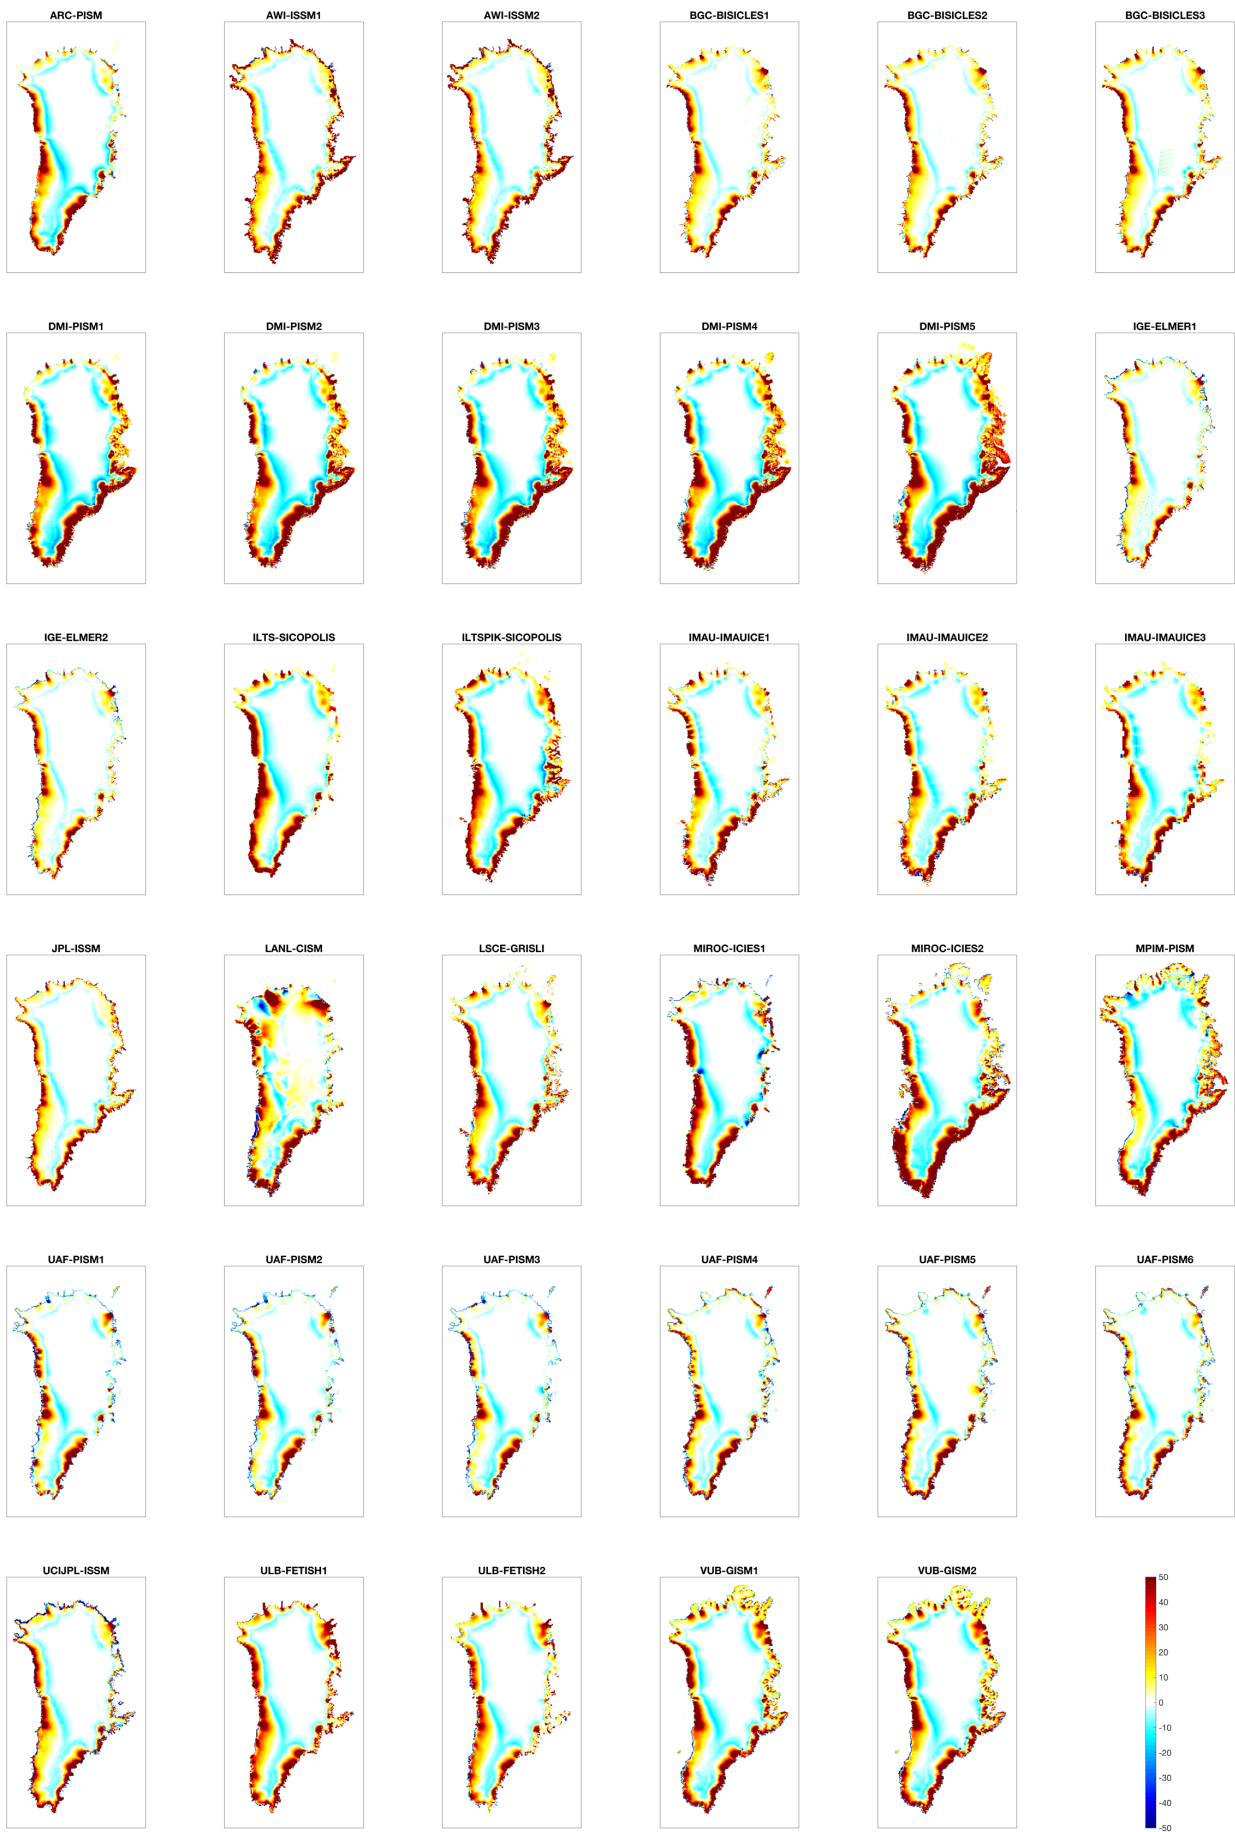 ARC-PISM AWI-ISSM1 AWI-ISSM2 BGC-BISICLES1 BGC-BISICLES2 BGC-BISICLES3
DMI-PISM1 DMI-PISM2 DMI-PISM3 DMI-PISM4 DMI-PISM5 IGE-ELMER1
IGE-ELMER2 ILTS-SICOPOLIS ILTSPIK-SICOPOLIS IMAU-IMAUICE1 IMAU-IMAUICE2 IMAU-IMAUICE3
JPL-ISSM LANL-CISM LSCE-GRISLI MIROC-ICIES1 MIROC-ICIES2 MPIM-PISM
UAF-PISM1 UAF-PISM2 UAF-PISM3 UAF-PISM4 UAF-PISM5 UAF-PISM6
UCIJPL-ISSM ULB-FETISH1 ULB-FETISH2 VUB-GISM1 VUB-GISM2
50
40
30
20
10
0
-10
-20
-30
-40
-50